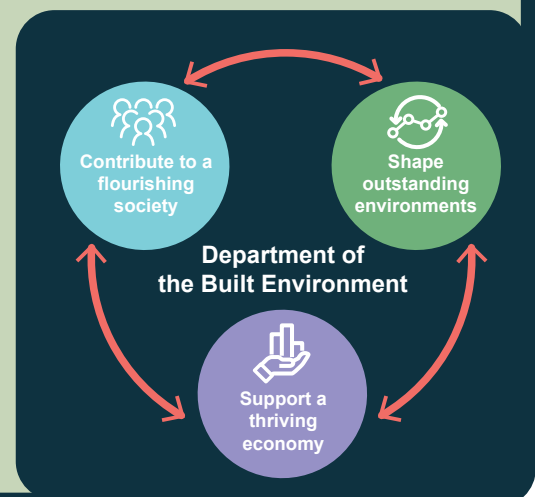 Contribute to a
flourishing
society
Shape
outstanding
environments
Department of
the Built Environment
Support a
thriving
economy